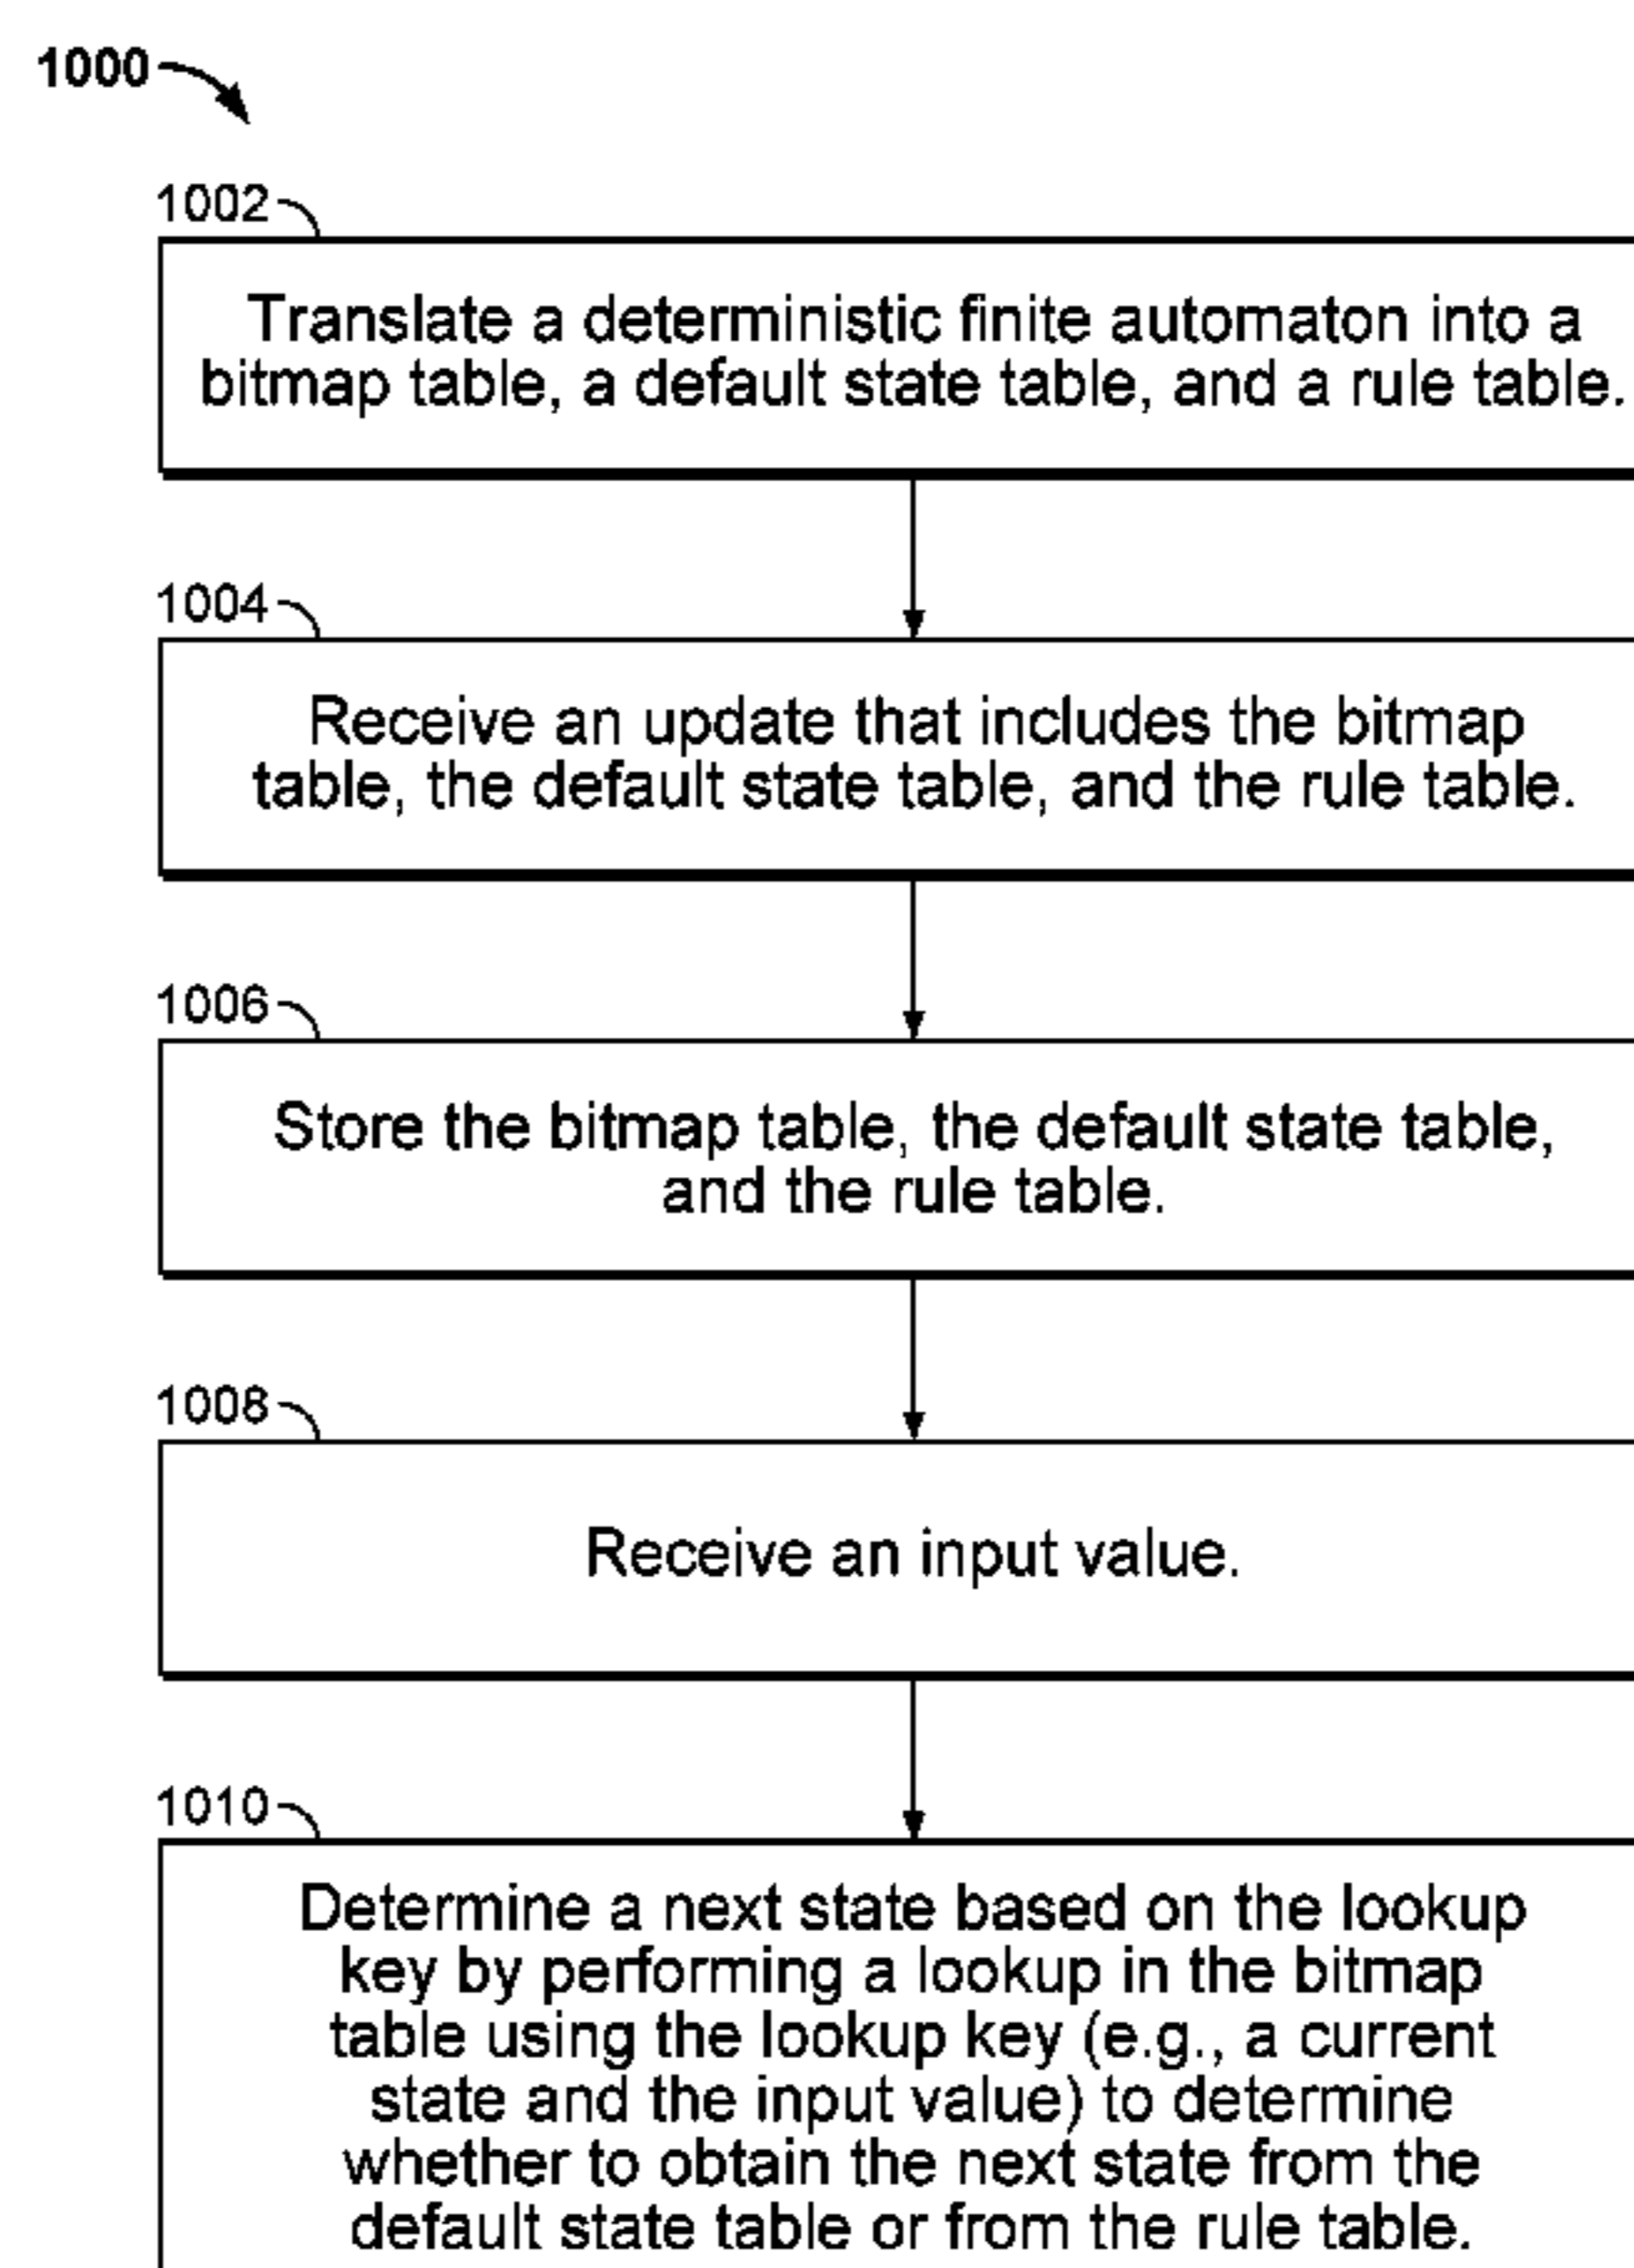 1000
1002
Translate a deterministic finite automaton into a
bitmap table, a default state table, and a rule table.
1004
Receive an update that includes the bitmap
table, the default state table, and the rule table.
1006
Store the bitmap table, the default state table,
and the rule table.
1008
Receive an input value.
1010
Determine a next state based on the lookup
key by performing a lookup in the bitmap
table using the lookup key (e.g., a current
state and the input value) to determine
whether to obtain the next state from the
default state table or from the rule table.